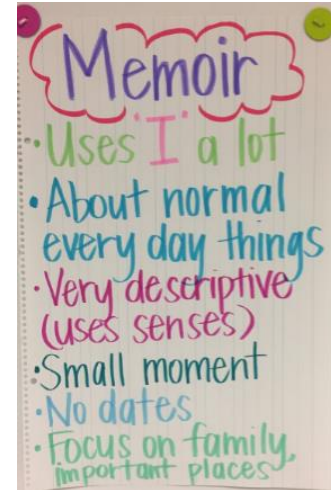 Memoir
• Uses "I" a lot
• About normal
every day things
• Very descriptive
(uses senses)
• Small moment
• No dates
• Focus on family,
important places